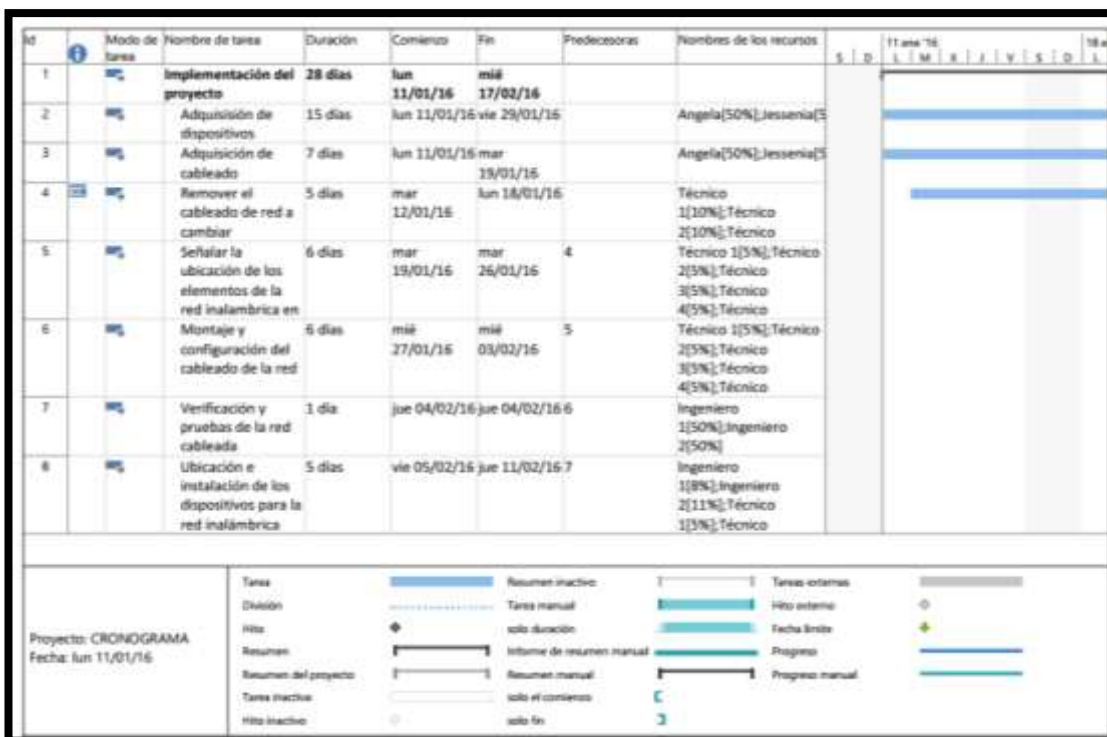 Id Modo de tarea Nombre de tarea Duración Comienzo Fin Predecesoras Nombres de los recursos
11 ene '16
S D L M X J V S D L
1 Implementación del proyecto 28 días lun 11/01/16 mié 17/02/16
2 Adquisisión de dispositivos 15 días lun 11/01/16 vie 29/01/16 Angela[50%];Jessenia[5
3 Adquisición de cableado 7 días lun 11/01/16 mar 19/01/16 Angela[50%];Jessenia[5
4 Remover el cableado de red a cambiar 5 días mar 12/01/16 lun 18/01/16 Técnico 1[10%];Técnico 2[10%];Técnico
5 Señalar la ubicación de los elementos de la red inalambrica en 6 días mar 19/01/16 mar 26/01/16 4 Técnico 1[5%];Técnico 2[5%];Técnico 3[5%];Técnico 4[5%];Técnico
6 Montaje y configuración del cableado de la red 6 días mié 27/01/16 mié 03/02/16 5 Técnico 1[5%];Técnico 2[5%];Técnico 3[5%];Técnico 4[5%];Técnico
7 Verificación y pruebas de la red cableada 1 día jue 04/02/16 jue 04/02/16 6 Ingeniero 1[50%];Ingeniero 2[50%]
8 Ubicación e instalación de los dispositivos para la red inalámbrica 5 días vie 05/02/16 jue 11/02/16 7 Ingeniero 1[8%];Ingeniero 2[11%];Técnico 1[5%];Técnico
Proyecto: CRONOGRAMA
Fecha: lun 11/01/16
Tarea
División
Hito
Resumen
Resumen del proyecto
Tarea inactiva
Hito inactivo
Resumen inactivo
Tarea manual
solo duración
Informe de resumen manual
Resumen manual
solo el comienzo
solo fin
Tareas externas
Hito externo
Fecha límite
Progreso
Progreso manual